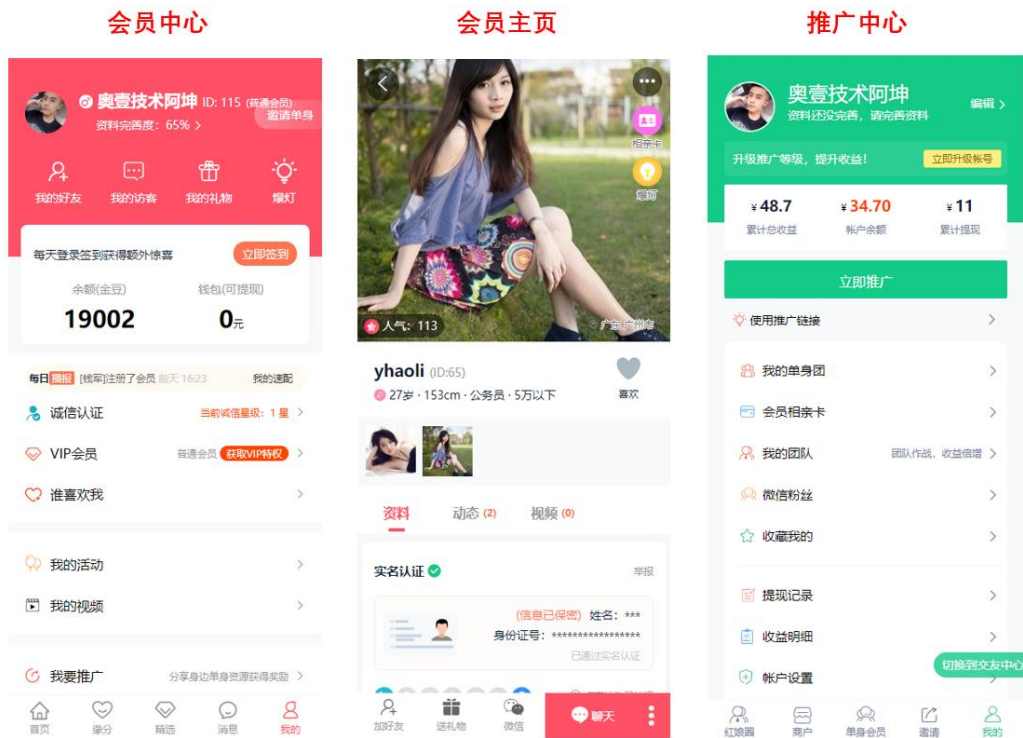 会员中心
会员主页
推广中心
奥壹技术阿坤 ID: 115 (普通会员)
邀请单身
资料完善度：65% >
我的好友
我的访客
我的礼物
爆灯
每天登录签到获得额外惊喜
立即签到
余额(金豆)
钱包(可提现)
19002
0元
每日播报 [钱军]注册了会员 前天 16:23
我的速配
诚信认证
当前诚信星级：1 星 >
VIP会员
普通会员 获取VIP特权 >
谁喜欢我
我的活动
我的视频
我要推广
分享身边单身资源获得奖励 >
首页
缘分
精选
消息
我的
相亲卡
爆灯
人气：113
广东 广州市
yhaoli (ID:65)
27岁 · 153cm · 公务员 · 5万以下
喜欢
资料
动态 (2)
视频 (0)
实名认证
举报
(信息已保密) 姓名：***
身份证号：******************
已通过实名认证
加好友
送礼物
微信
聊天
奥壹技术阿坤
编辑 >
资料还没完善，请完善资料
升级推广等级，提升收益!
立即升级帐号
¥48.7
¥34.70
¥11
累计总收益
帐户余额
累计提现
立即推广
使用推广链接
我的单身团
会员相亲卡
我的团队
团队作战，收益倍增 >
微信粉丝
收藏我的
提现记录
收益明细
切换到交友中心
帐户设置
红娘圈
商户
单身会员
邀请
我的